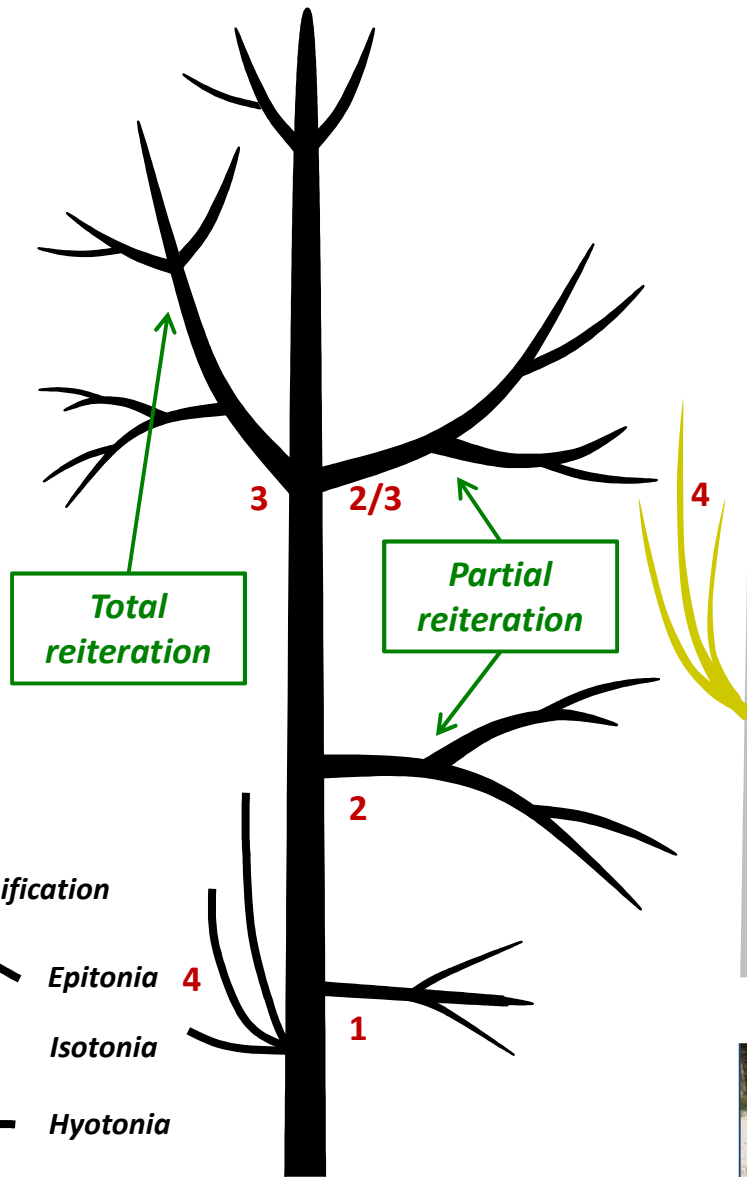 3
2/3
4
Total
reiteration
Partial
reiteration
2
ification
Epitonia
4
Isotonia
1
Hyotonia